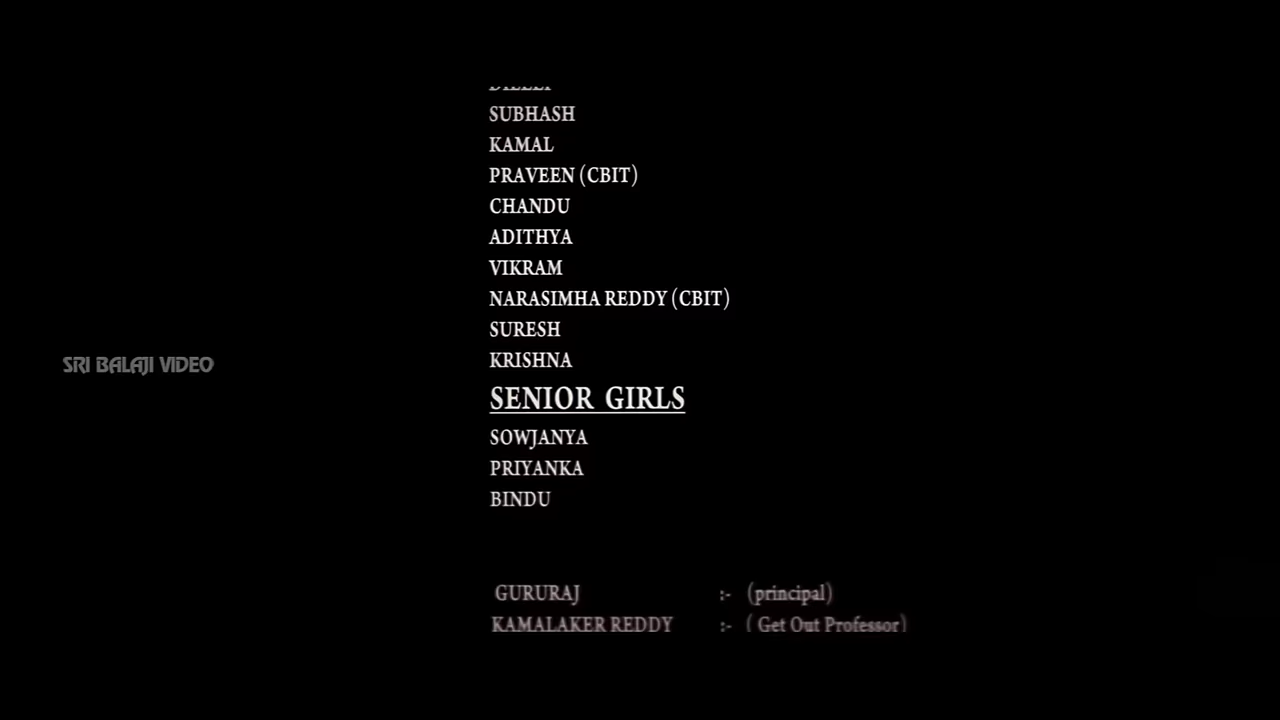 SUBHASH
KAMAL
PRAVEEN (CBIT)
CHANDU
ADITHYA
VIKRAM
NARASIMHA REDDY (CBIT)
SURESH
KRISHNA
SRI BALAJI VIDEO
SENIOR GIRLS
SOWJANYA
PRIYANKA
BINDU
GURURAJ :- (principal)
KAMALAKER REDDY :- ( Get Out Professor)